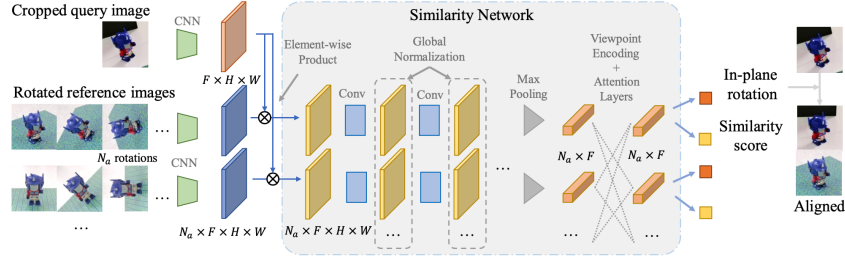 Cropped query image
CNN
F × H × W
Rotated reference images
...
N_a rotations
CNN
...
...
N_a × F × H × W
Similarity Network
Element-wise
Product
Global
Normalization
Conv
Conv
Max
Pooling
Viewpoint
Encoding
+
Attention
Layers
...
N_a × F
N_a × F
N_a × F × H × W
...
...
...
...
In-plane
rotation
Similarity
score
Aligned